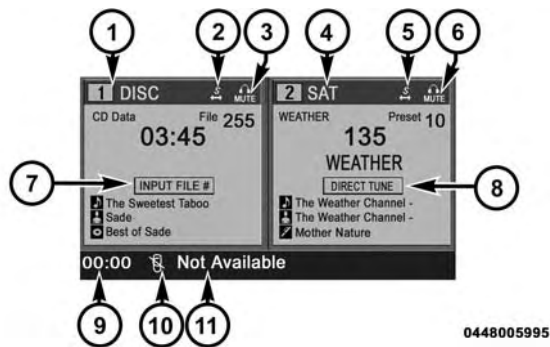 1 2 3 4 5 6
1 DISC S MUTE 2 SAT S MUTE
CD Data File 255 WEATHER Preset 10
03:45 135
WEATHER
7 INPUT FILE # DIRECT TUNE 8
The Sweetest Taboo The Weather Channel -
Sade The Weather Channel -
Best of Sade Mother Nature
00:00 Not Available
9 10 11
0448005995